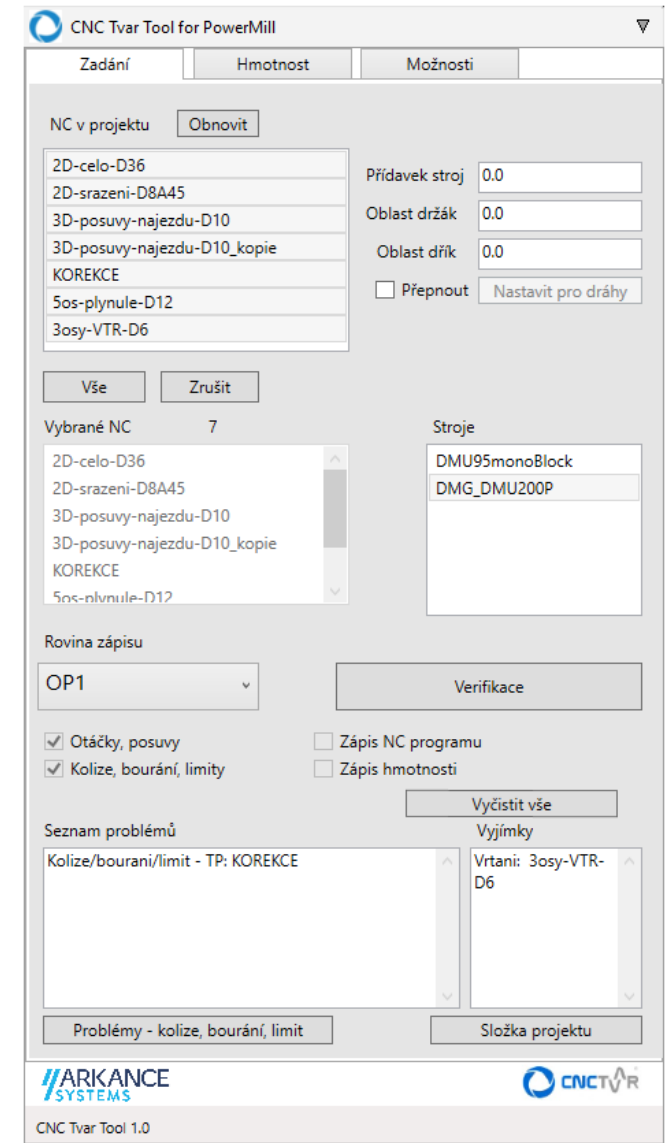 CNC Tvar Tool for PowerMill
Zadání
Hmotnost
Možnosti
NC v projektu
Obnovit
2D-celo-D36
2D-srazeni-D8A45
3D-posuvy-najezdu-D10
3D-posuvy-najezdu-D10_kopie
KOREKCE
5os-plynule-D12
3osy-VTR-D6
Přídavek stroj 0.0
Oblast držák 0.0
Oblast dřík 0.0
Přepnout
Nastavit pro dráhy
Vše
Zrušit
Vybrané NC 7
2D-celo-D36
2D-srazeni-D8A45
3D-posuvy-najezdu-D10
3D-posuvy-najezdu-D10_kopie
KOREKCE
5os-plynule-D12
Stroje
DMU95monoBlock
DMG_DMU200P
Rovina zápisu
OP1
Verifikace
Otáčky, posuvy
Kolize, bourání, limity
Zápis NC programu
Zápis hmotnosti
Vyčistit vše
Seznam problémů
Kolize/bourani/limit - TP: KOREKCE
Vyjímky
Vrtani: 3osy-VTR-
D6
Problémy - kolize, bourání, limit
Složka projektu
ARKANCE
SYSTEMS
CNCTVAR
CNC Tvar Tool 1.0